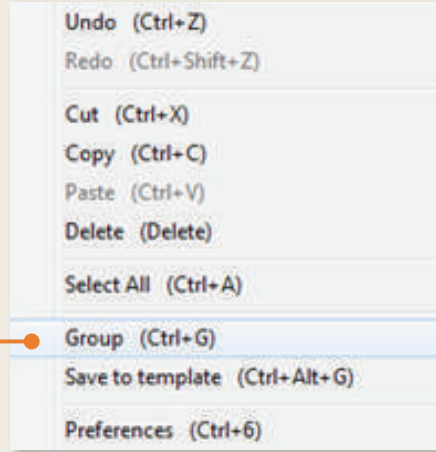 Undo (Ctrl+Z)
Redo (Ctrl+Shift+Z)
Cut (Ctrl+X)
Copy (Ctrl+C)
Paste (Ctrl+V)
Delete (Delete)
Select All (Ctrl+A)
Group (Ctrl+G)
Save to template (Ctrl+Alt+G)
Preferences (Ctrl+6)